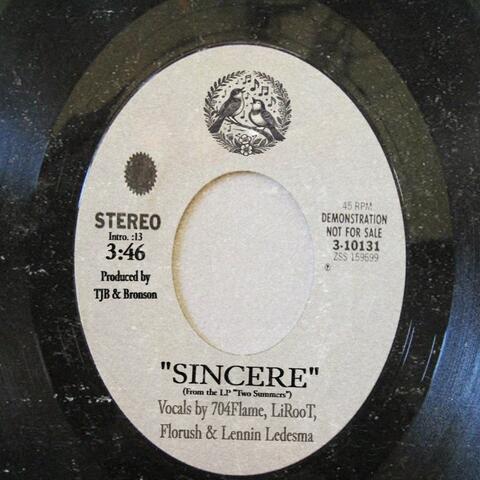 STEREO
Intro. :13
3:46
Produced by
TJB & Bronson
45 RPM
DEMONSTRATION
NOT FOR SALE
3-10131
ZSS 159699
℗
"SINCERE"
(From the LP "Two Summers")
Vocals by 704Flame, LiRooT,
Florush & Lennin Ledesma